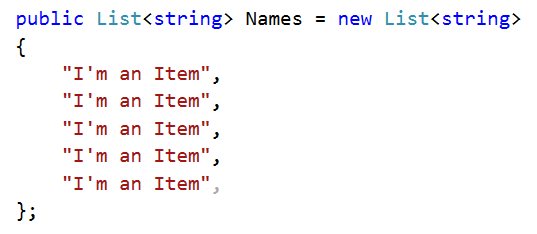 public List<string> Names = new List<string>
{
    "I'm an Item",
    "I'm an Item",
    "I'm an Item",
    "I'm an Item",
    "I'm an Item",
};